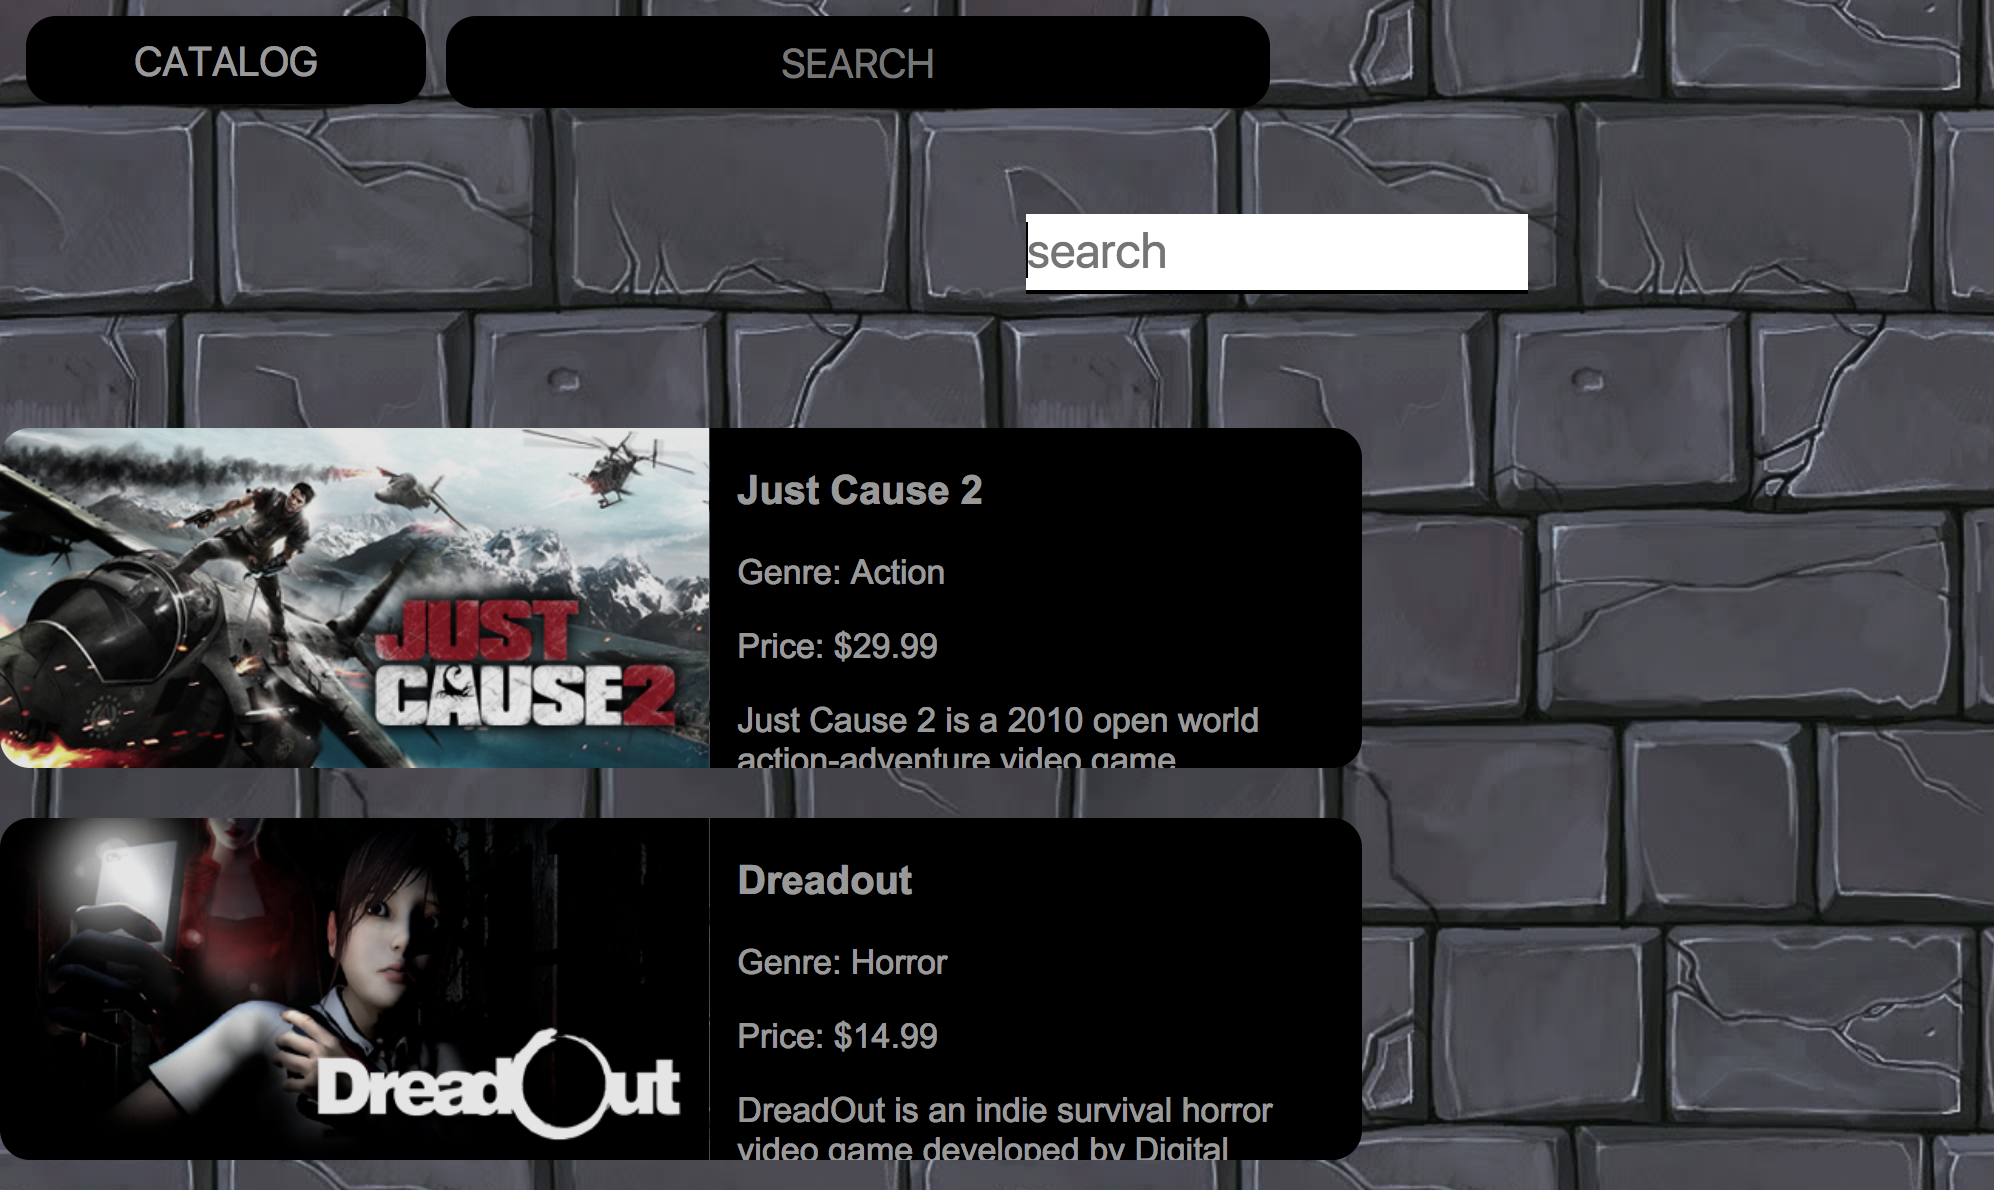 CATALOG
SEARCH
search
JUST
CAUSE 2
Just Cause 2
Genre: Action
Price: $29.99
Just Cause 2 is a 2010 open world
action-adventure video game
DreadOut
Dreadout
Genre: Horror
Price: $14.99
DreadOut is an indie survival horror
video game developed by Digital